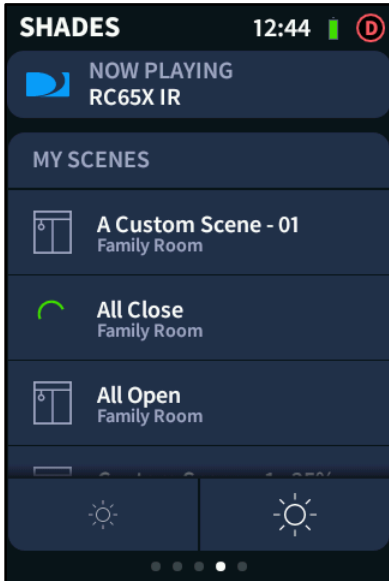 SHADES 12:44 D
NOW PLAYING
RC65X IR
MY SCENES
A Custom Scene - 01
Family Room
All Close
Family Room
All Open
Family Room